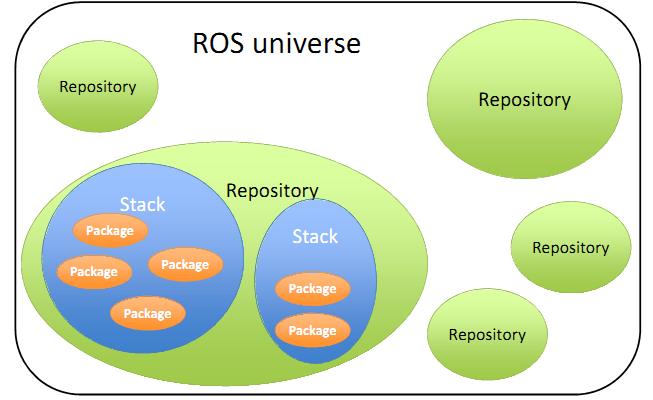 ROS universe
Repository
Repository
Repository
Stack
Package
Package
Package
Package
Stack
Package
Package
Repository
Repository